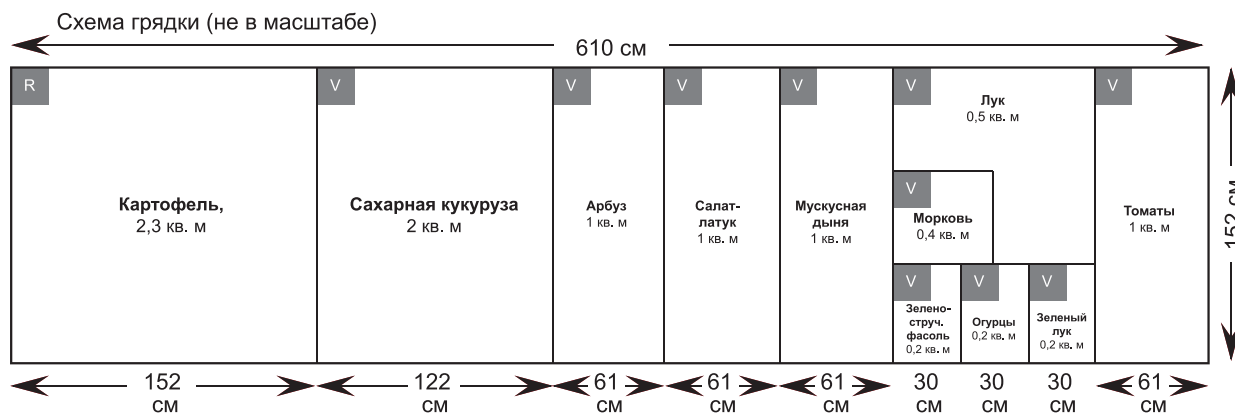 Схема грядки (не в масштабе)
610 см
R
V
V
V
V
V
V
Лук
0,5 кв. м
Картофель,
2,3 кв. м
Сахарная кукуруза
2 кв. м
Арбуз
1 кв. м
Салат-
латук
1 кв. м
Мускусная
дыня
1 кв. м
V
Морковь
0,4 кв. м
Томаты
1 кв. м
152 см
V
V
V
Зелено-
струч.
фасоль
0,2 кв. м
Огурцы
0,2 кв. м
Зеленый
лук
0,2 кв. м
152
см
122
см
61
см
61
см
61
см
30
см
30
см
30
см
61
см